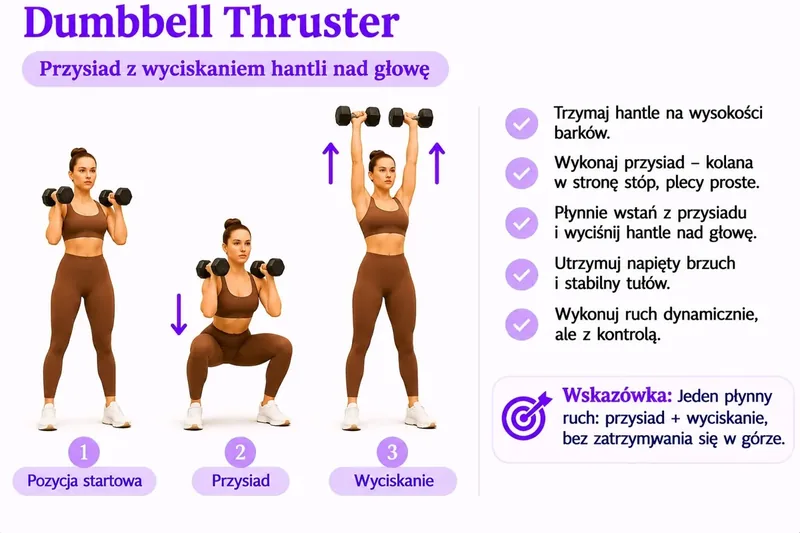 Dumbbell Thruster
Przysiad z wyciskaniem hantli nad głowę
1
Pozycja startowa
2
Przysiad
3
Wyciskanie
Trzymaj hantle na wysokości
barków.
Wykonaj przysiad – kolana
w stronę stóp, plecy proste.
Płynnie wstań z przysiadu
i wyciśnij hantle nad głowę.
Utrzymuj napięty brzuch
i stabilny tułów.
Wykonuj ruch dynamicznie,
ale z kontrolą.
Wskazówka: Jeden płynny
ruch: przysiad + wyciskanie,
bez zatrzymywania się w górze.